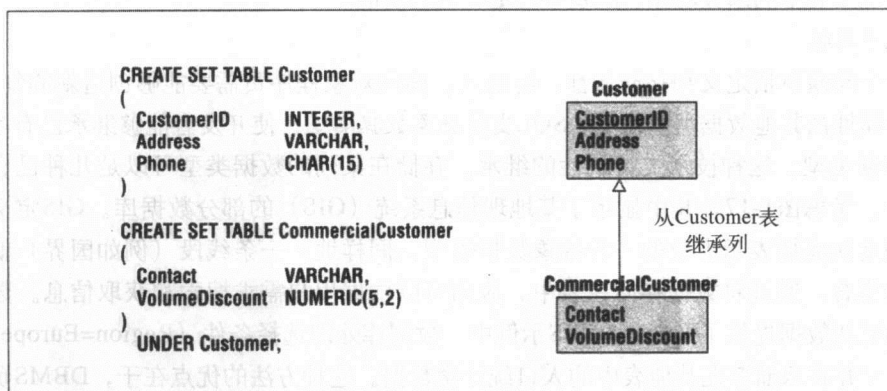 CREATE SET TABLE Customer
(
CustomerID INTEGER,
Address VARCHAR,
Phone CHAR(15)
)
CREATE SET TABLE CommercialCustomer
(
Contact VARCHAR,
VolumeDiscount NUMERIC(5,2)
)
UNDER Customer;
Customer
CustomerID
Address
Phone
从Customer表
继承列
CommercialCustomer
Contact
VolumeDiscount